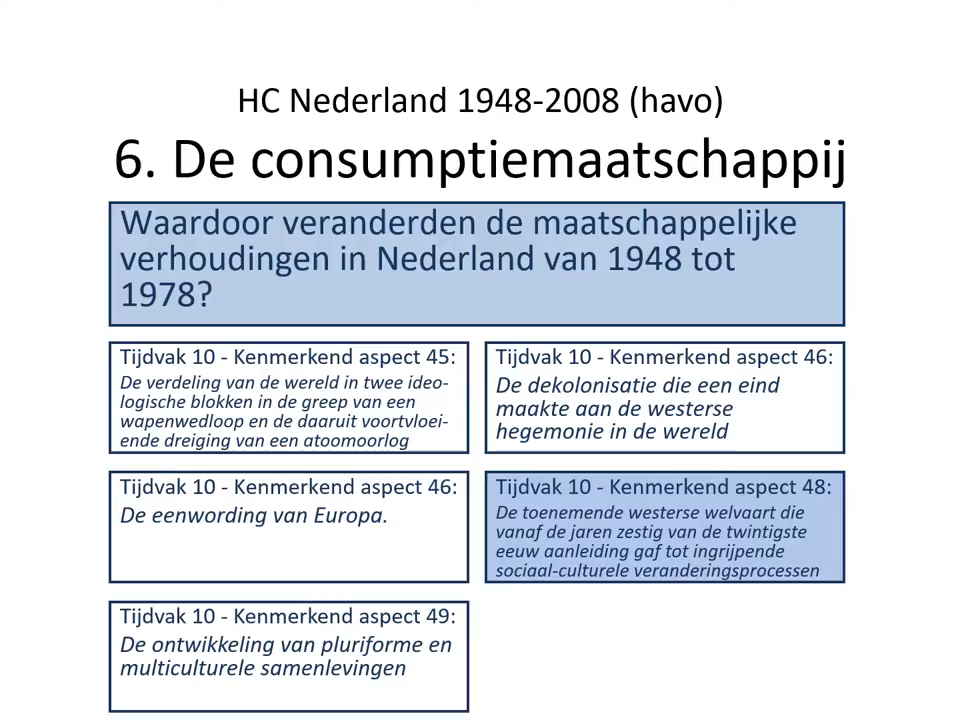 HC Nederland 1948-2008 (havo)
6. De consumptiemaatschappij
Waardoor veranderden de maatschappelijke
verhoudingen in Nederland van 1948 tot
1978?
Tijdvak 10 - Kenmerkend aspect 45:
De verdeling van de wereld in twee ideo-
logische blokken in de greep van een
wapenwedloop en de daaruit voortvloei-
ende dreiging van een atoomoorlog
Tijdvak 10 - Kenmerkend aspect 46:
De dekolonisatie die een eind
maakte aan de westerse
hegemonie in de wereld
Tijdvak 10 - Kenmerkend aspect 46:
De eenwording van Europa.
Tijdvak 10 - Kenmerkend aspect 48:
De toenemende westerse welvaart die
vanaf de jaren zestig van de twintigste
eeuw aanleiding gaf tot ingrijpende
sociaal-culturele veranderingsprocessen
Tijdvak 10 - Kenmerkend aspect 49:
De ontwikkeling van pluriforme en
multiculturele samenlevingen